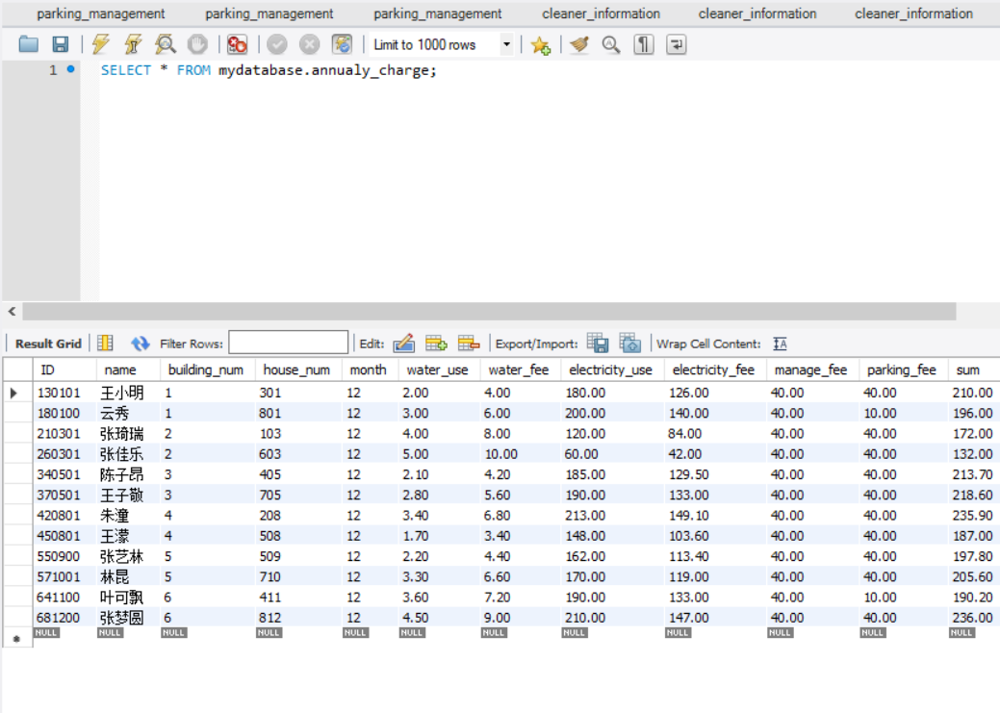 parking_management parking_management parking_management cleaner_information cleaner_information cleaner_information
Limit to 1000 rows
1 SELECT * FROM mydatabase.annualy_charge;
Result Grid Filter Rows: Edit: Export/Import: Wrap Cell Content: IA
ID name building_num house_num month water_use water_fee electricity_use electricity_fee manage_fee parking_fee sum
130101 王小明 1 301 12 2.00 4.00 180.00 126.00 40.00 40.00 210.00
180100 云秀 1 801 12 3.00 6.00 200.00 140.00 40.00 10.00 196.00
210301 张琦瑞 2 103 12 4.00 8.00 120.00 84.00 40.00 40.00 172.00
260301 张佳乐 2 603 12 5.00 10.00 60.00 42.00 40.00 40.00 132.00
340501 陈子昂 3 405 12 2.10 4.20 185.00 129.50 40.00 40.00 213.70
370501 王子敬 3 705 12 2.80 5.60 190.00 133.00 40.00 40.00 218.60
420801 朱潼 4 208 12 3.40 6.80 213.00 149.10 40.00 40.00 235.90
450801 王濛 4 508 12 1.70 3.40 148.00 103.60 40.00 40.00 187.00
550900 张艺林 5 509 12 2.20 4.40 162.00 113.40 40.00 40.00 197.80
571001 林昆 5 710 12 3.30 6.60 170.00 119.00 40.00 40.00 205.60
641100 叶可飘 6 411 12 3.60 7.20 190.00 133.00 40.00 10.00 190.20
681200 张梦圆 6 812 12 4.50 9.00 210.00 147.00 40.00 40.00 236.00
NULL NULL NULL NULL NULL NULL NULL NULL NULL NULL NULL NULL